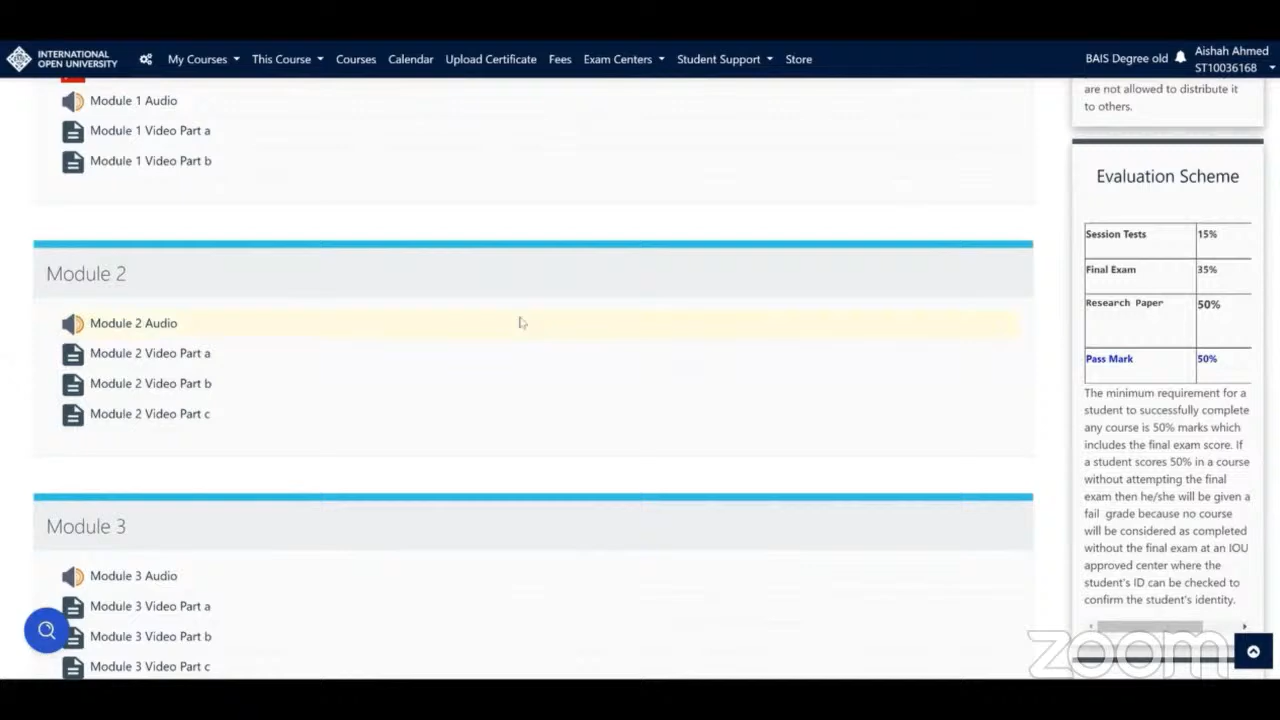 INTERNATIONAL
OPEN UNIVERSITY
My Courses
This Course
Courses
Calendar
Upload Certificate
Fees
Exam Centers
Student Support
Store
BAIS Degree old
Aishah Ahmed
ST10036168
Module 1 Audio
Module 1 Video Part a
Module 1 Video Part b
Module 2
Module 2 Audio
Module 2 Video Part a
Module 2 Video Part b
Module 2 Video Part c
Module 3
Module 3 Audio
Module 3 Video Part a
Module 3 Video Part b
Module 3 Video Part c
are not allowed to distribute it
to others.
Evaluation Scheme
Session Tests 15%
Final Exam 35%
Research Paper 50%
Pass Mark 50%
The minimum requirement for a
student to successfully complete
any course is 50% marks which
includes the final exam score. If
a student scores 50% in a course
without attempting the final
exam then he/she will be given a
fail grade because no course
will be considered as completed
without the final exam at an IOU
approved center where the
student's ID can be checked to
confirm the student's identity.
zoom